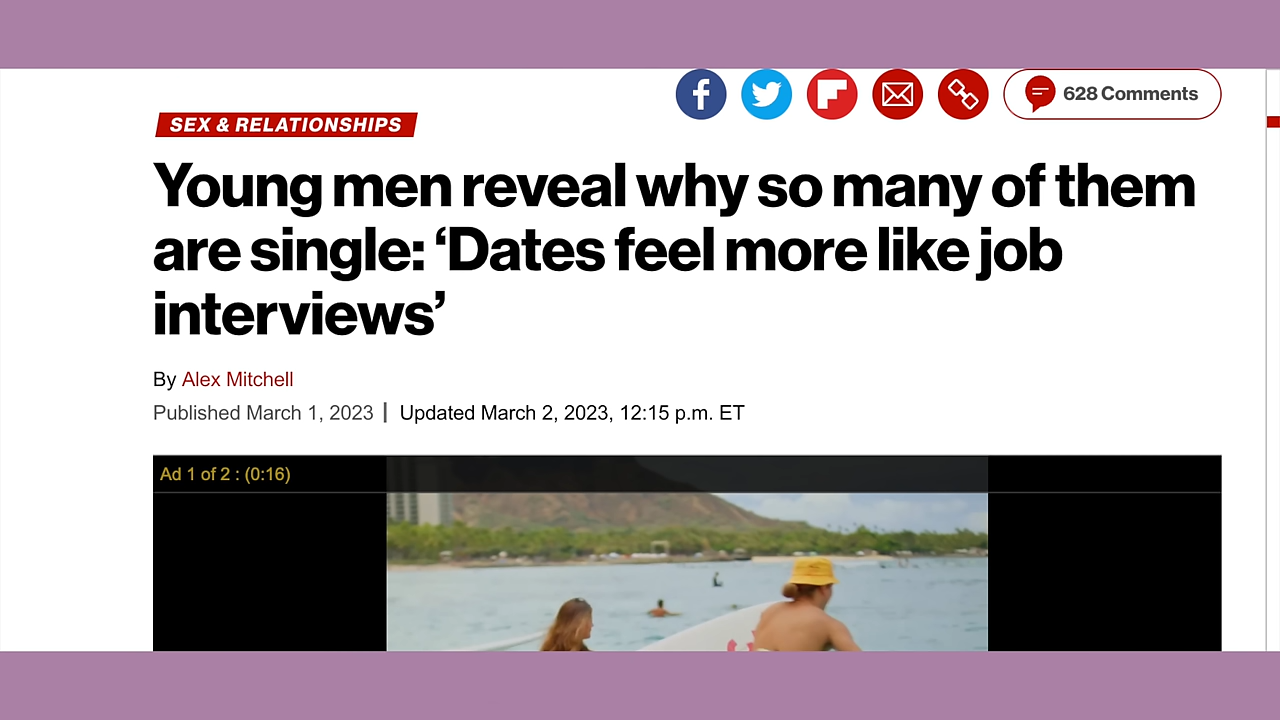 628 Comments
SEX & RELATIONSHIPS
Young men reveal why so many of them
are single: ‘Dates feel more like job
interviews’
By Alex Mitchell
Published March 1, 2023 | Updated March 2, 2023, 12:15 p.m. ET
Ad 1 of 2 : (0:16)